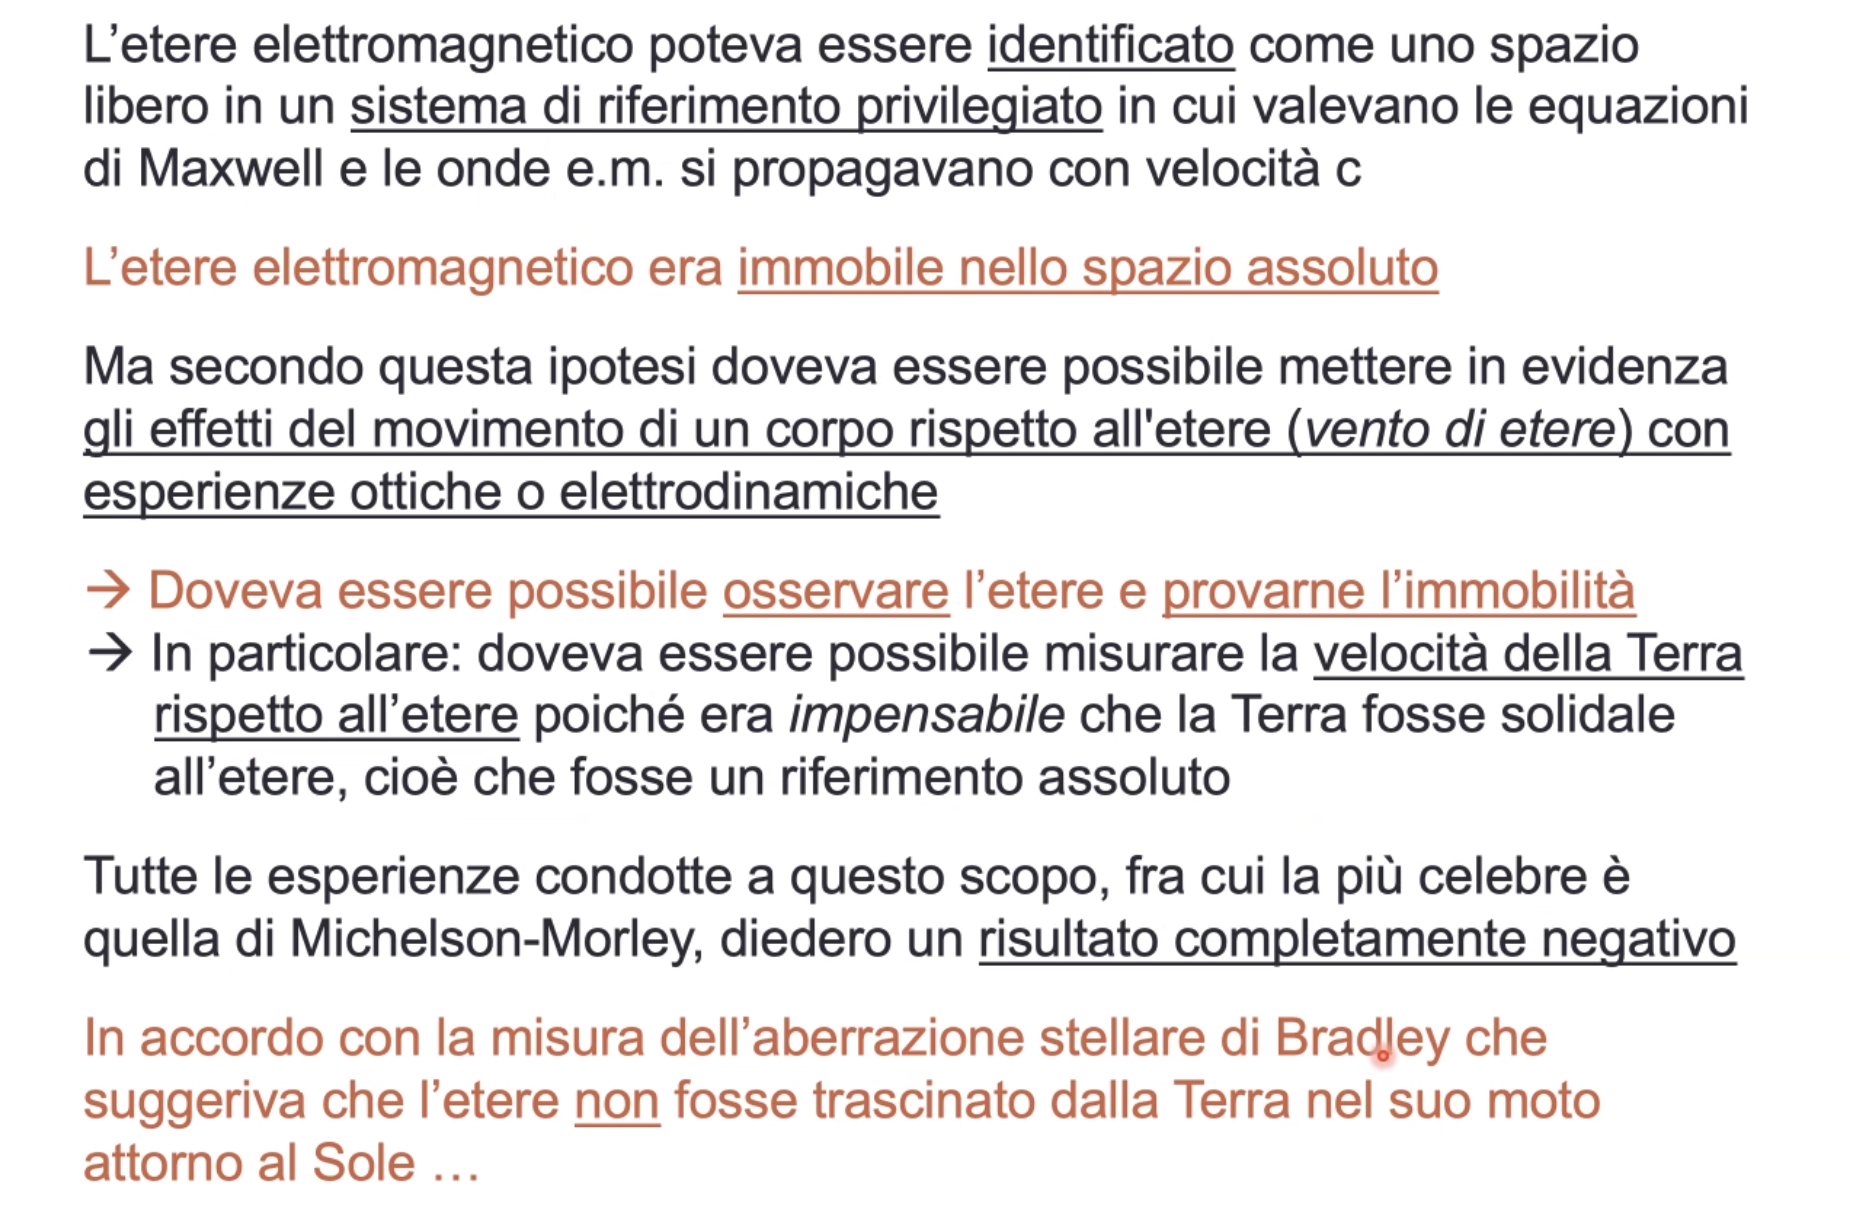 L’etere elettromagnetico poteva essere identificato come uno spazio
libero in un sistema di riferimento privilegiato in cui valevano le equazioni
di Maxwell e le onde e.m. si propagavano con velocità c
L’etere elettromagnetico era immobile nello spazio assoluto
Ma secondo questa ipotesi doveva essere possibile mettere in evidenza
gli effetti del movimento di un corpo rispetto all'etere (vento di etere) con
esperienze ottiche o elettrodinamiche
→ Doveva essere possibile osservare l’etere e provarne l’immobilità
→ In particolare: doveva essere possibile misurare la velocità della Terra
rispetto all’etere poiché era impensabile che la Terra fosse solidale
all’etere, cioè che fosse un riferimento assoluto
Tutte le esperienze condotte a questo scopo, fra cui la più celebre è
quella di Michelson-Morley, diedero un risultato completamente negativo
In accordo con la misura dell’aberrazione stellare di Bradley che
suggeriva che l’etere non fosse trascinato dalla Terra nel suo moto
attorno al Sole …